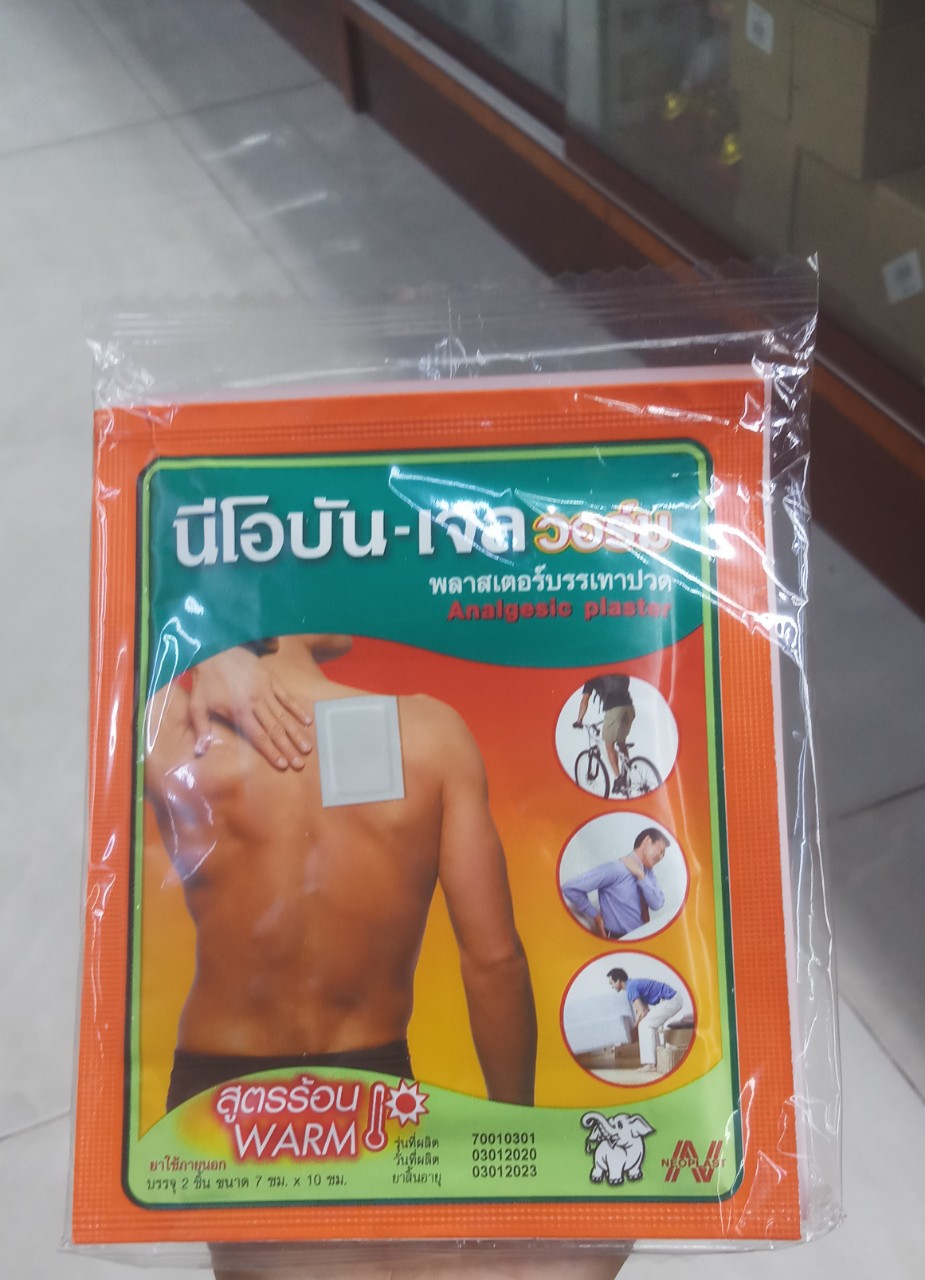 นีโอบัน-เจล วอร์ม
พลาสเตอร์บรรเทาปวด
Analgesic plaster
สูตรร้อน
WARM
รุ่นที่ผลิต 70010301
วันที่ผลิต 03012020
ยาสิ้นอายุ 03012023
ยาใช้ภายนอก
บรรจุ 2 ชิ้น ขนาด 7 ซม. x 10 ซม.
NEOPLAST